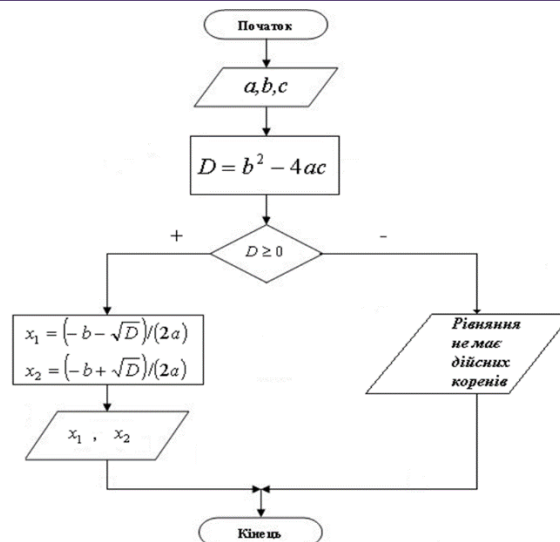 Початок
a,b,c
D = b² − 4ac
D ≥ 0
+
-
x₁ = (−b − √D)/(2a)
x₂ = (−b + √D)/(2a)
Рівняння
не має
дійсних
коренів
x₁ , x₂
Кінець